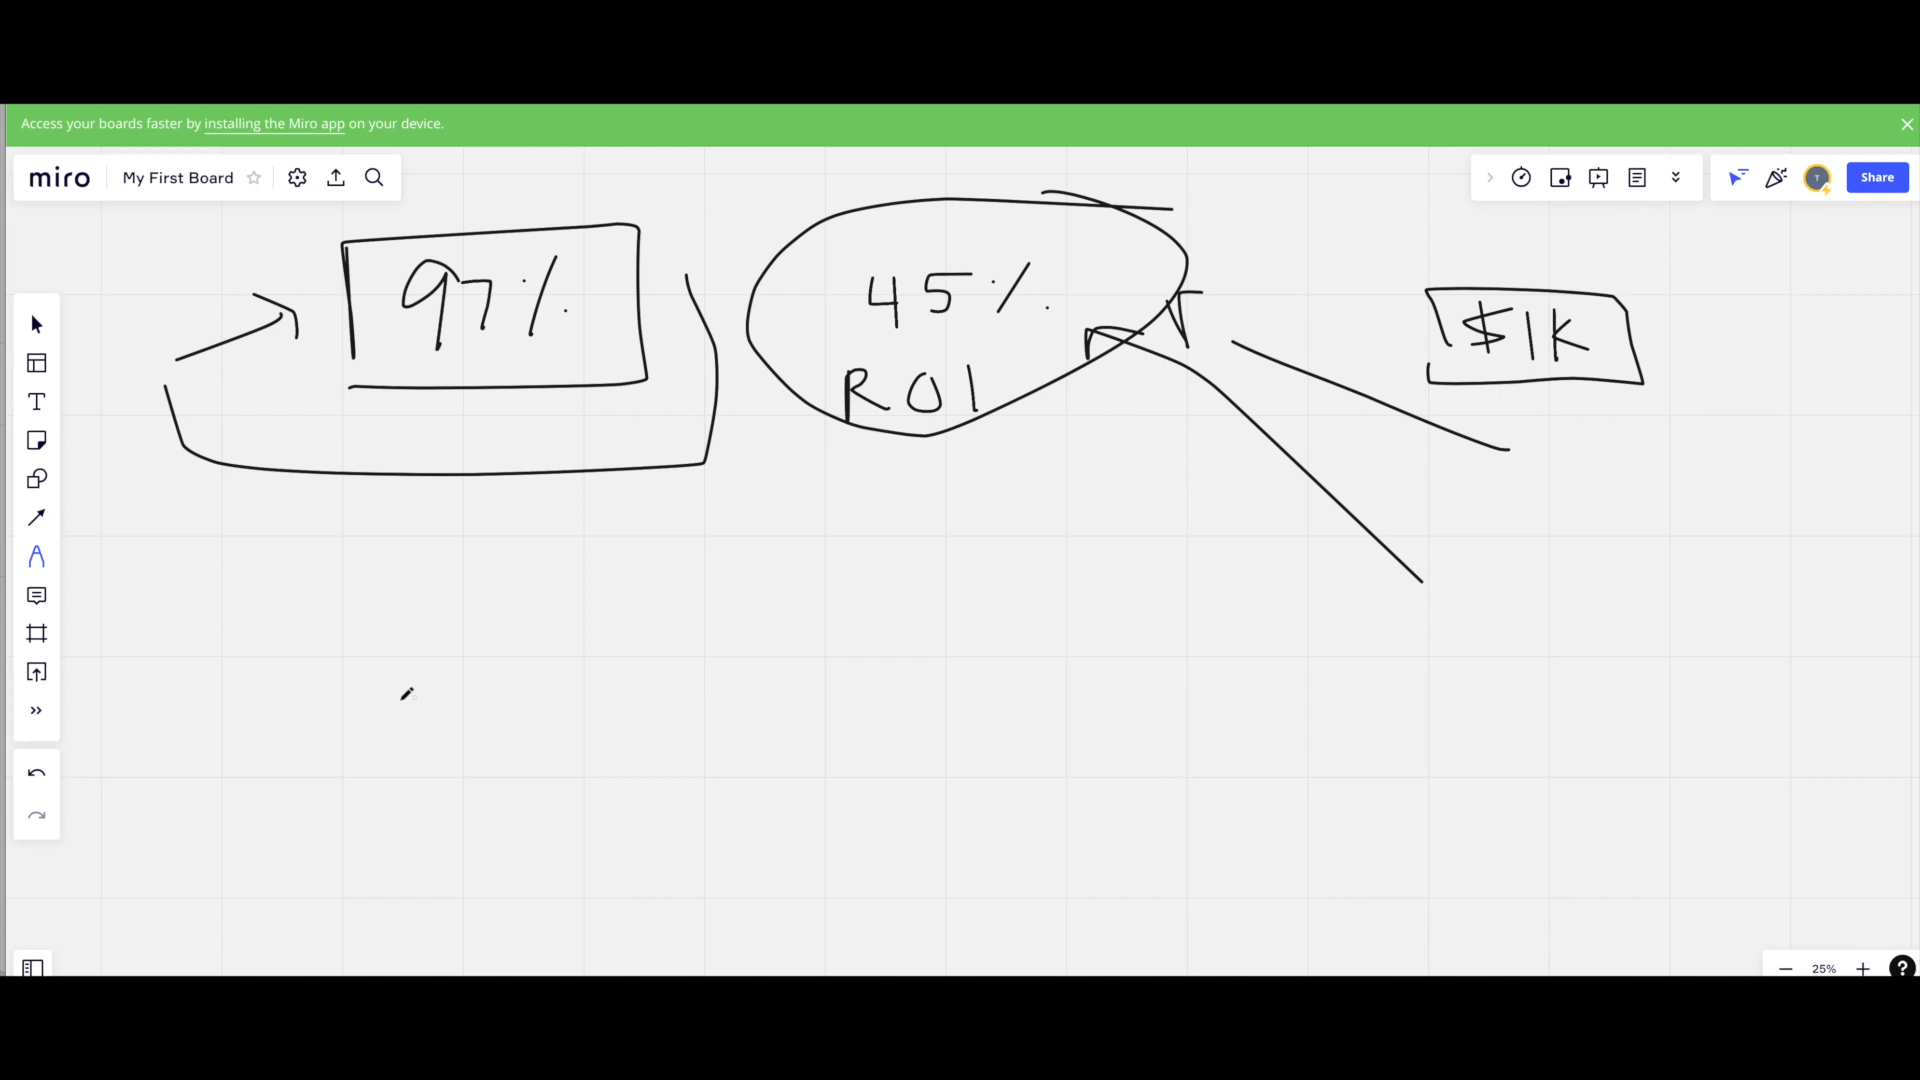 Access your boards faster by installing the Miro app on your device.
miro My First Board
T
Share
97%
45%
ROI
$1K
25%
?